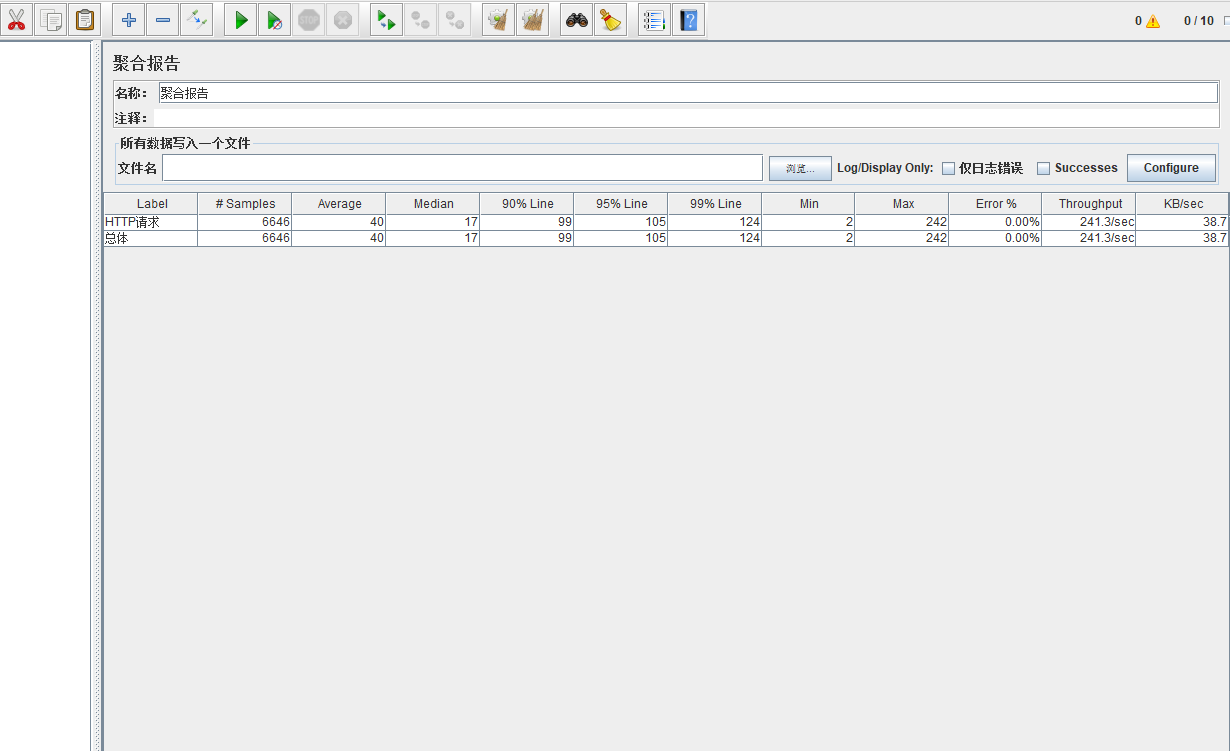 STOP
0
0 / 10
聚合报告
名称： 聚合报告
注释：
所有数据写入一个文件
文件名 浏览... Log/Display Only: 仅日志错误 Successes Configure
Label # Samples Average Median 90% Line 95% Line 99% Line Min Max Error % Throughput KB/sec
HTTP请求 6646 40 17 99 105 124 2 242 0.00% 241.3/sec 38.7
总体 6646 40 17 99 105 124 2 242 0.00% 241.3/sec 38.7